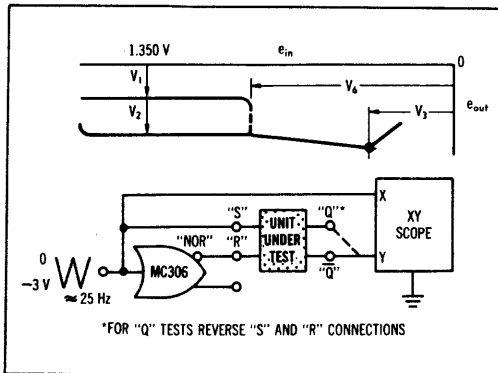 1.350 V
e_in
0
V₁
V₆
V₂
V₃
e_out
X
"S"
"Q"*
UNIT
UNDER
TEST
XY
SCOPE
"NOR"
"R"
Y
0
MC306
"Q̅"
−3 V
≈ 25 Hz
*FOR "Q" TESTS REVERSE "S" AND "R" CONNECTIONS